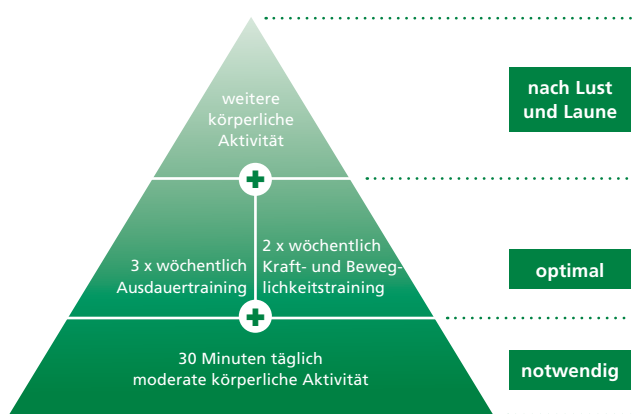 weitere
körperliche
Aktivität
nach Lust
und Laune
3 x wöchentlich
Ausdauertraining
2 x wöchentlich
Kraft- und Beweg-
lichkeitstraining
optimal
30 Minuten täglich
moderate körperliche Aktivität
notwendig